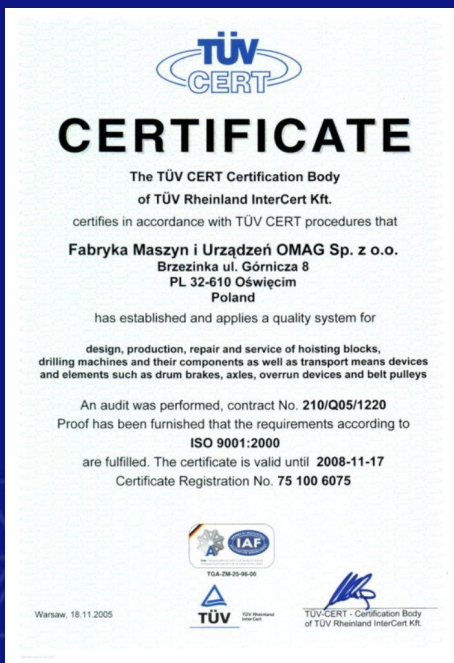 TÜV
CERT
CERTIFICATE
The TÜV CERT Certification Body
of TÜV Rheinland InterCert Kft.
certifies in accordance with TÜV CERT procedures that
Fabryka Maszyn i Urządzeń OMAG Sp. z o.o.
Brzezinka ul. Górnicza 8
PL 32-610 Oświęcim
Poland
has established and applies a quality system for
design, production, repair and service of hoisting blocks,
drilling machines and their components as well as transport means devices
and elements such as drum brakes, axles, overrun devices and belt pulleys
An audit was performed, contract No. 210/Q05/1220
Proof has been furnished that the requirements according to
ISO 9001:2000
are fulfilled. The certificate is valid until 2008-11-17
Certificate Registration No. 75 100 6075
IAF
TGA-ZM-25-96-00
Warsaw, 18.11.2005
TÜV
TÜV Rheinland
InterCert
TÜV-CERT - Certification Body
of TÜV Rheinland InterCert Kft.